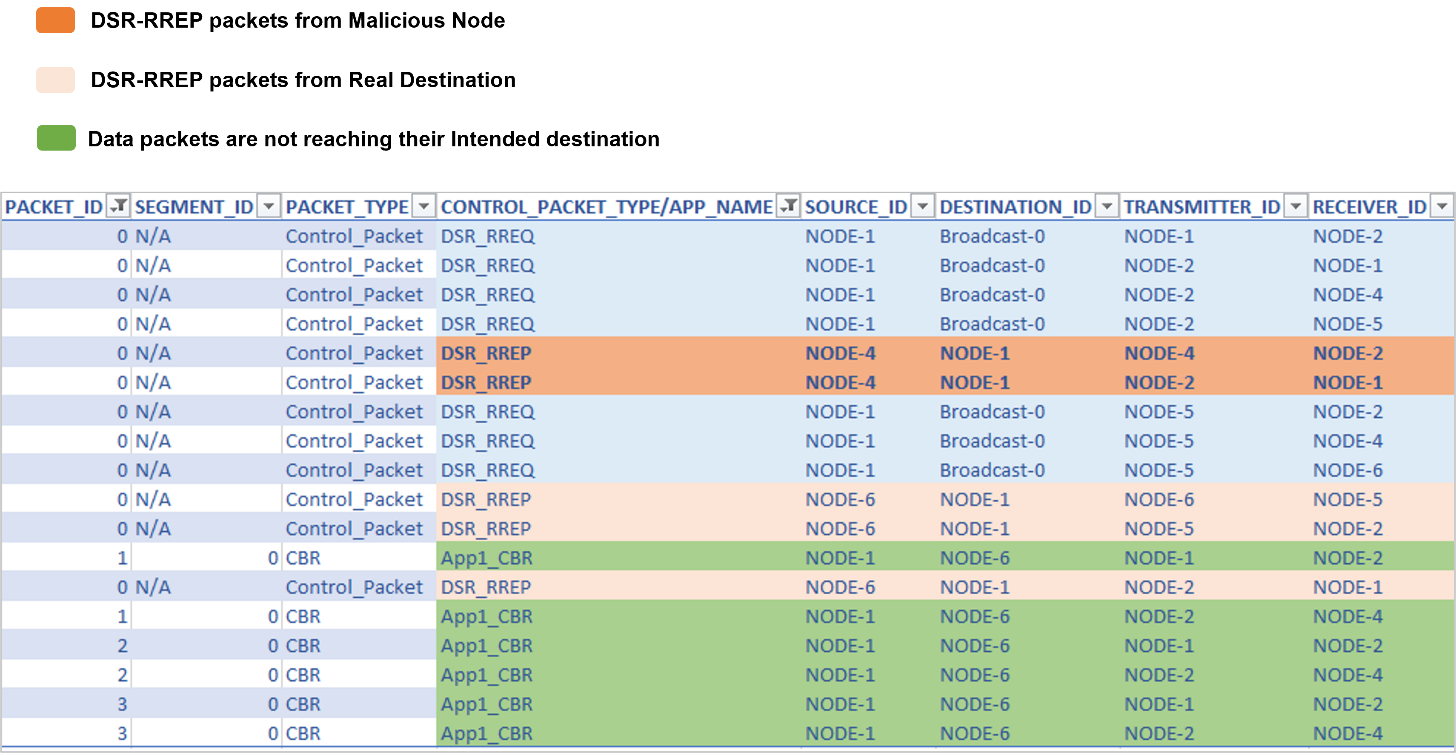 DSR-RREP packets from Malicious Node
DSR-RREP packets from Real Destination
Data packets are not reaching their Intended destination
PACKET_ID SEGMENT_ID PACKET_TYPE CONTROL_PACKET_TYPE/APP_NAME SOURCE_ID DESTINATION_ID TRANSMITTER_ID RECEIVER_ID
0 N/A Control_Packet DSR_RREQ NODE-1 Broadcast-0 NODE-1 NODE-2
0 N/A Control_Packet DSR_RREQ NODE-1 Broadcast-0 NODE-2 NODE-1
0 N/A Control_Packet DSR_RREQ NODE-1 Broadcast-0 NODE-2 NODE-4
0 N/A Control_Packet DSR_RREQ NODE-1 Broadcast-0 NODE-2 NODE-5
0 N/A Control_Packet DSR_RREP NODE-4 NODE-1 NODE-4 NODE-2
0 N/A Control_Packet DSR_RREP NODE-4 NODE-1 NODE-2 NODE-1
0 N/A Control_Packet DSR_RREQ NODE-1 Broadcast-0 NODE-5 NODE-2
0 N/A Control_Packet DSR_RREQ NODE-1 Broadcast-0 NODE-5 NODE-4
0 N/A Control_Packet DSR_RREQ NODE-1 Broadcast-0 NODE-5 NODE-6
0 N/A Control_Packet DSR_RREP NODE-6 NODE-1 NODE-6 NODE-5
0 N/A Control_Packet DSR_RREP NODE-6 NODE-1 NODE-5 NODE-2
1 0 CBR App1_CBR NODE-1 NODE-6 NODE-1 NODE-2
0 N/A Control_Packet DSR_RREP NODE-6 NODE-1 NODE-2 NODE-1
1 0 CBR App1_CBR NODE-1 NODE-6 NODE-2 NODE-4
2 0 CBR App1_CBR NODE-1 NODE-6 NODE-1 NODE-2
2 0 CBR App1_CBR NODE-1 NODE-6 NODE-2 NODE-4
3 0 CBR App1_CBR NODE-1 NODE-6 NODE-1 NODE-2
3 0 CBR App1_CBR NODE-1 NODE-6 NODE-2 NODE-4